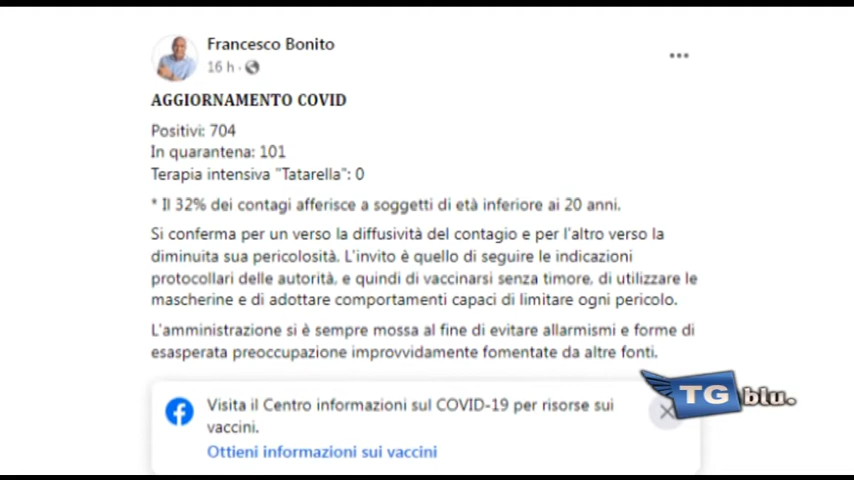 Francesco Bonito
16 h ·
AGGIORNAMENTO COVID
Positivi: 704
In quarantena: 101
Terapia intensiva "Tatarella": 0
* Il 32% dei contagi afferisce a soggetti di età inferiore ai 20 anni.
Si conferma per un verso la diffusività del contagio e per l'altro verso la
diminuita sua pericolosità. L'invito è quello di seguire le indicazioni
protocollari delle autorità, e quindi di vaccinarsi senza timore, di utilizzare le
mascherine e di adottare comportamenti capaci di limitare ogni pericolo.
L'amministrazione si è sempre mossa al fine di evitare allarmismi e forme di
esasperata preoccupazione improvvidamente fomentate da altre fonti.
TG blu.
Visita il Centro informazioni sul COVID-19 per risorse sui
vaccini.
Ottieni informazioni sui vaccini